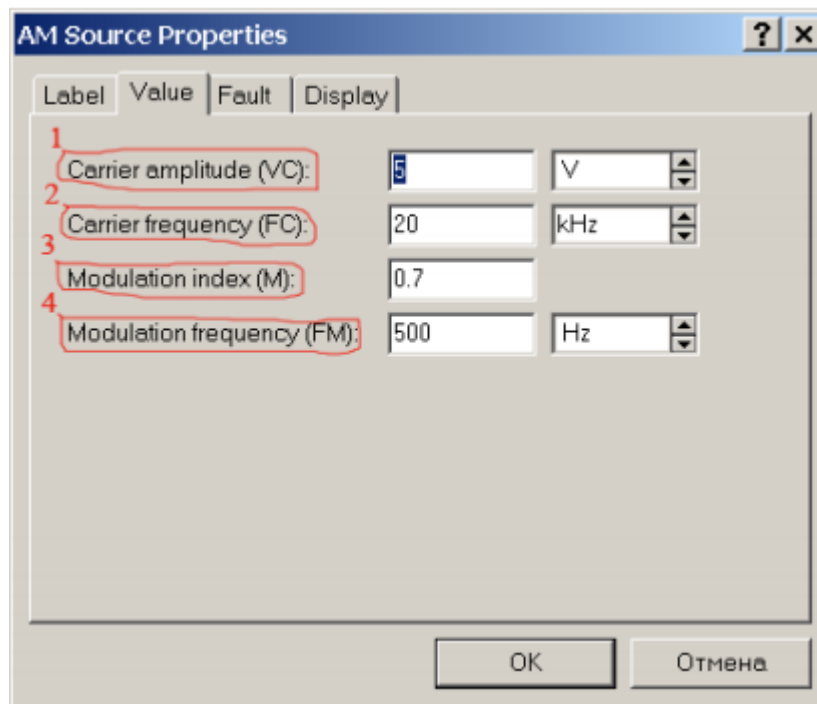 AM Source Properties
Label Value Fault Display
1
Carrier amplitude (VC): 5 V
2
Carrier frequency (FC): 20 kHz
3
Modulation index (M): 0.7
4
Modulation frequency (FM): 500 Hz
OK Отмена